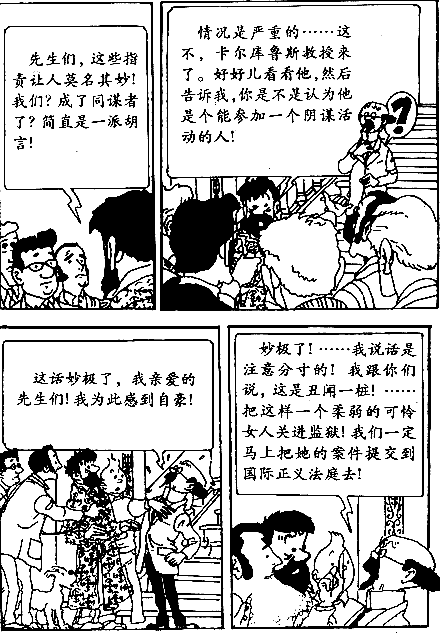 先生们，这些指
责让人莫名其妙！
我们？成了同谋者
了？简直是一派胡
言！
情况是严重的……这
不，卡尔库鲁斯教授来
了。好好儿看看他，然后
告诉我，你是不是认为他
是个能参加一个阴谋活
动的人！
?
这话妙极了，我亲爱的
先生们！我为此感到自豪！
妙极了！……我说话是
注意分寸的！我跟你们
说，这是丑闻一桩！……
把这样一个柔弱的可怜
女人关进监狱！我们一定
马上把她的案件提交到
国际正义法庭去！